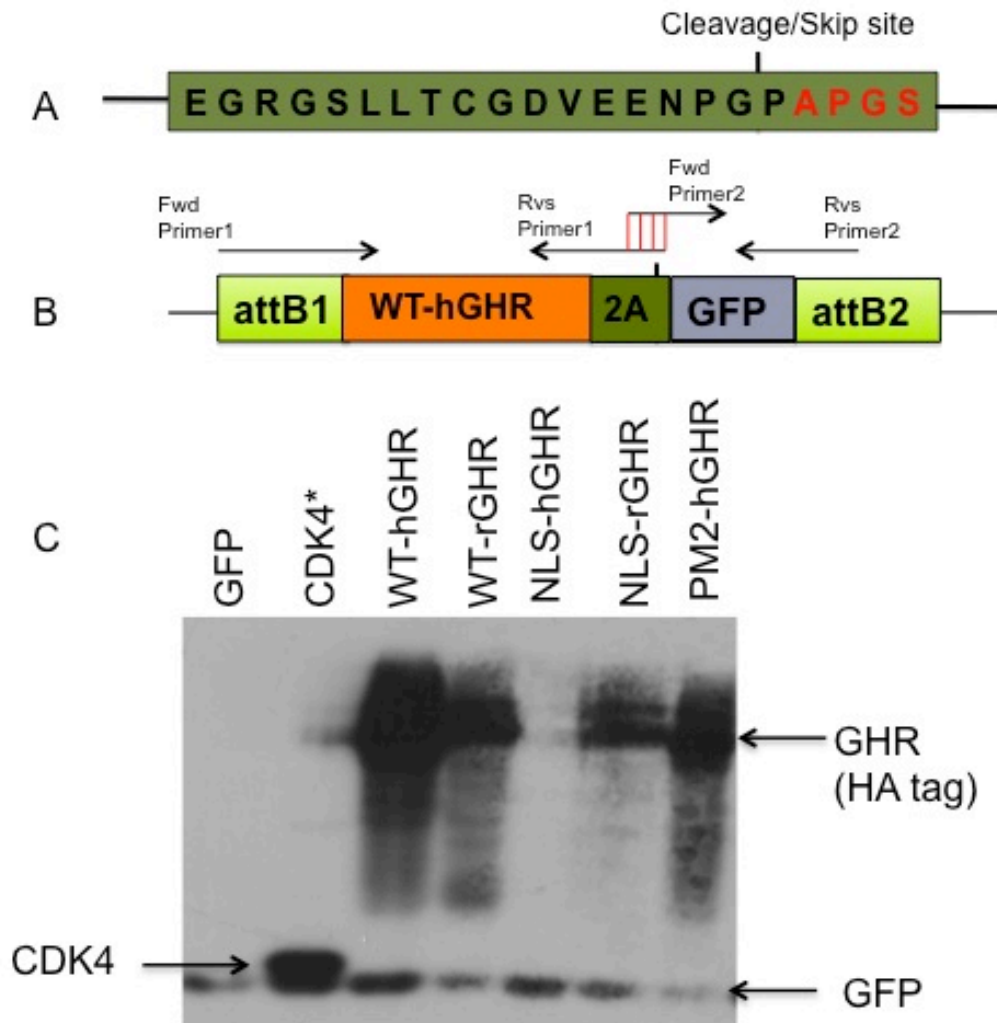 Cleavage/Skip site
A
E G R G S L L T C G D V E E N P G P A P G S
Fwd
Primer1
Rvs
Primer1
Fwd
Primer2
Rvs
Primer2
B
attB1
WT-hGHR
2A
GFP
attB2
C
GFP
CDK4*
WT-hGHR
WT-rGHR
NLS-hGHR
NLS-rGHR
PM2-hGHR
GHR
(HA tag)
CDK4
GFP